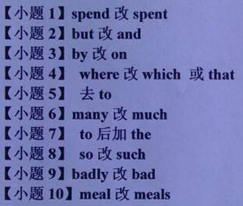 【小题 1】spend 改 spent
【小题 2】but 改 and
【小题 3】by 改 on
【小题 4】 where 改 which 或 that
【小题 5】 去 to
【小题 6】many 改 much
【小题 7】 to 后加 the
【小题 8】 so 改 such
【小题 9】badly 改 bad
【小题 10】meal 改 meals